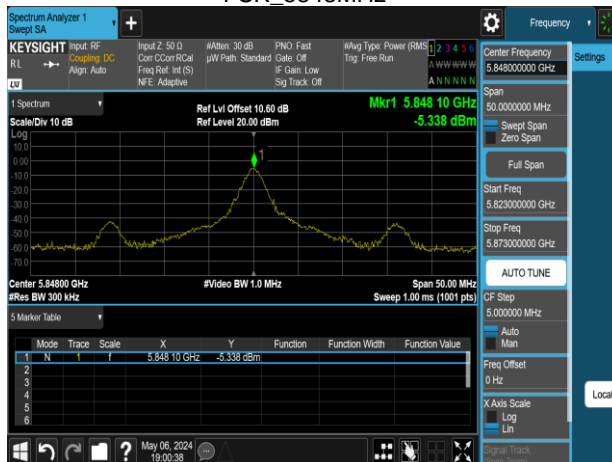 Spectrum Analyzer 1
Swept SA
Frequency
KEYSIGHT
Input: RF
Coupling: DC
Align: Auto
RL
LXI
Input Z: 50 Ω
Corr CCorr RCal
Freq Ref: Int (S)
NFE: Adaptive
#Atten: 30 dB
µW Path: Standard
PNO: Fast
Gate: Off
IF Gain: Low
Sig Track: Off
#Avg Type: Power (RMS
Trig: Free Run
1 2 3 4 5 6
A W W W W W
A N N N N N
1 Spectrum
Scale/Div 10 dB
Log
Ref Lvl Offset 10.60 dB
Ref Level 20.00 dBm
Mkr1 5.848 10 GHz
-5.338 dBm
10.0
0.00
-10.0
-20.0
-30.0
-40.0
-50.0
-60.0
-70.0
1
Center 5.84800 GHz
#Res BW 300 kHz
#Video BW 1.0 MHz
Span 50.00 MHz
Sweep 1.00 ms (1001 pts)
5 Marker Table
Mode Trace Scale X Y Function Function Width Function Value
1 N 1 f 5.848 10 GHz -5.338 dBm
2
3
4
5
6
May 06, 2024
19:00:38
Center Frequency
5.848000000 GHz
Settings
Span
50.0000000 MHz
Swept Span
Zero Span
Full Span
Start Freq
5.823000000 GHz
Stop Freq
5.873000000 GHz
AUTO TUNE
CF Step
5.000000 MHz
Auto
Man
Freq Offset
0 Hz
X Axis Scale
Log
Lin
Local
Signal Track